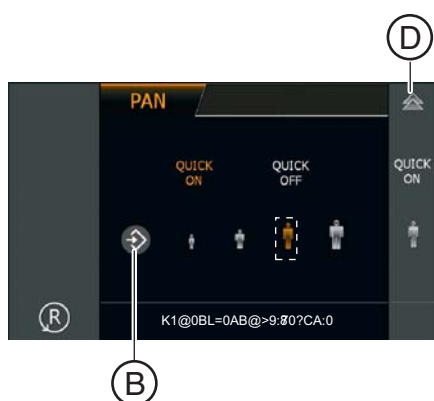 D
PAN
QUICK ON
QUICK OFF
QUICK ON
R
K1@0BL=0AB@>9:870?CA:0
B